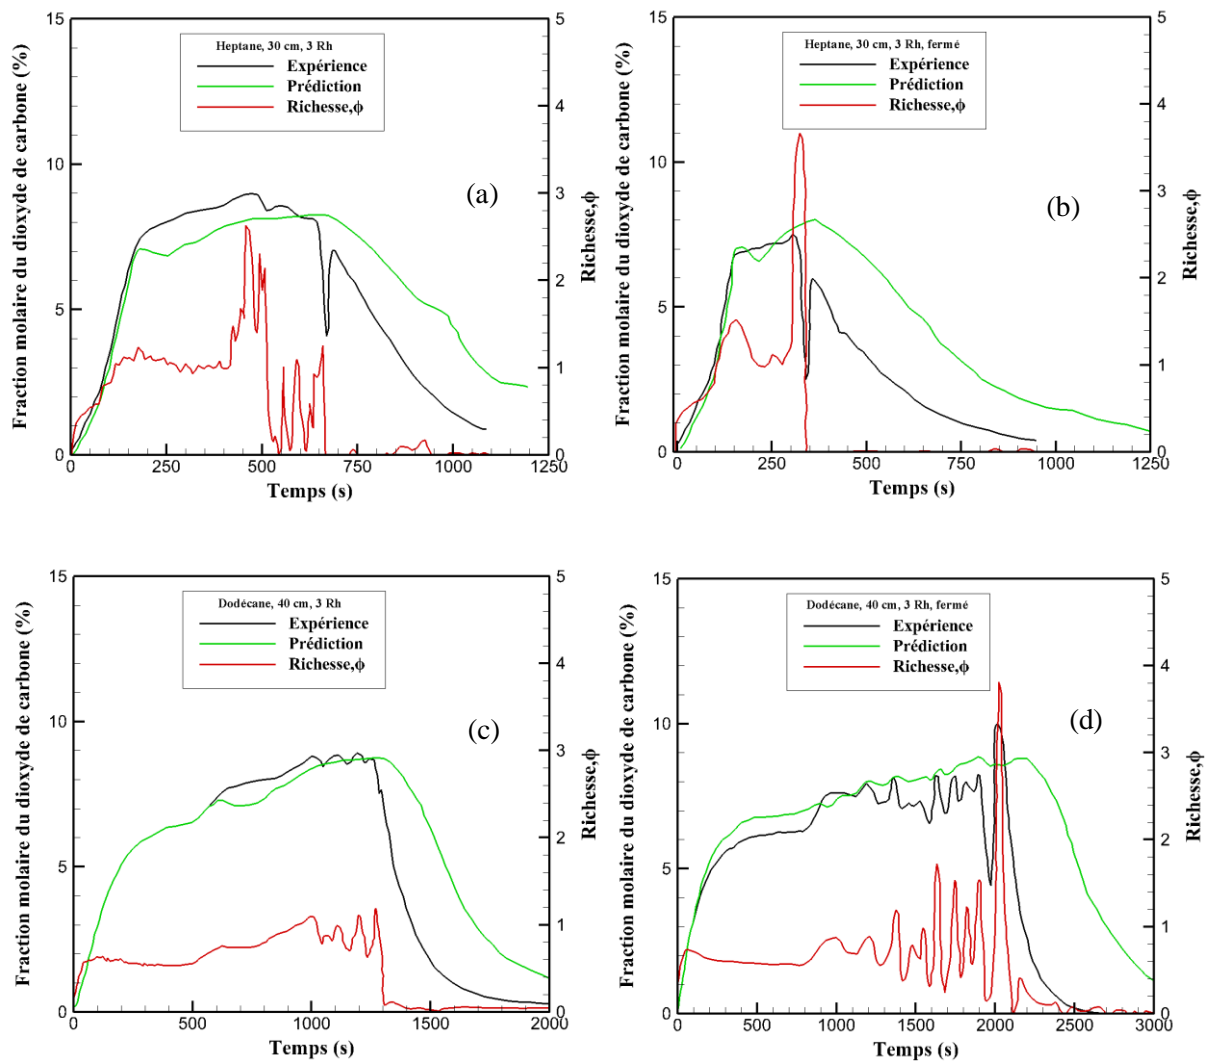 Fraction molaire du dioxyde de carbone (%)
15
10
5
0
Heptane, 30 cm, 3 Rh
Expérience
Prédiction
Richesse,ϕ
(a)
5
4
3
2
1
0
Richesse,ϕ
0 250 500 750 1000 1250
Temps (s)
Fraction molaire du dioxyde de carbone (%)
15
10
5
0
Heptane, 30 cm, 3 Rh, fermé
Expérience
Prédiction
Richesse,ϕ
(b)
5
4
3
2
1
0
Richesse,ϕ
0 250 500 750 1000 1250
Temps (s)
Fraction molaire du dioxyde de carbone (%)
15
10
5
0
Dodécane, 40 cm, 3 Rh
Expérience
Prédiction
Richesse,ϕ
(c)
5
4
3
2
1
0
Richesse,ϕ
0 500 1000 1500 2000
Temps (s)
Fraction molaire du dioxyde de carbone (%)
15
10
5
0
Dodécane, 40 cm, 3 Rh, fermé
Expérience
Prédiction
Richesse,ϕ
(d)
5
4
3
2
1
0
Richesse,ϕ
0 500 1000 1500 2000 2500 3000
Temps (s)